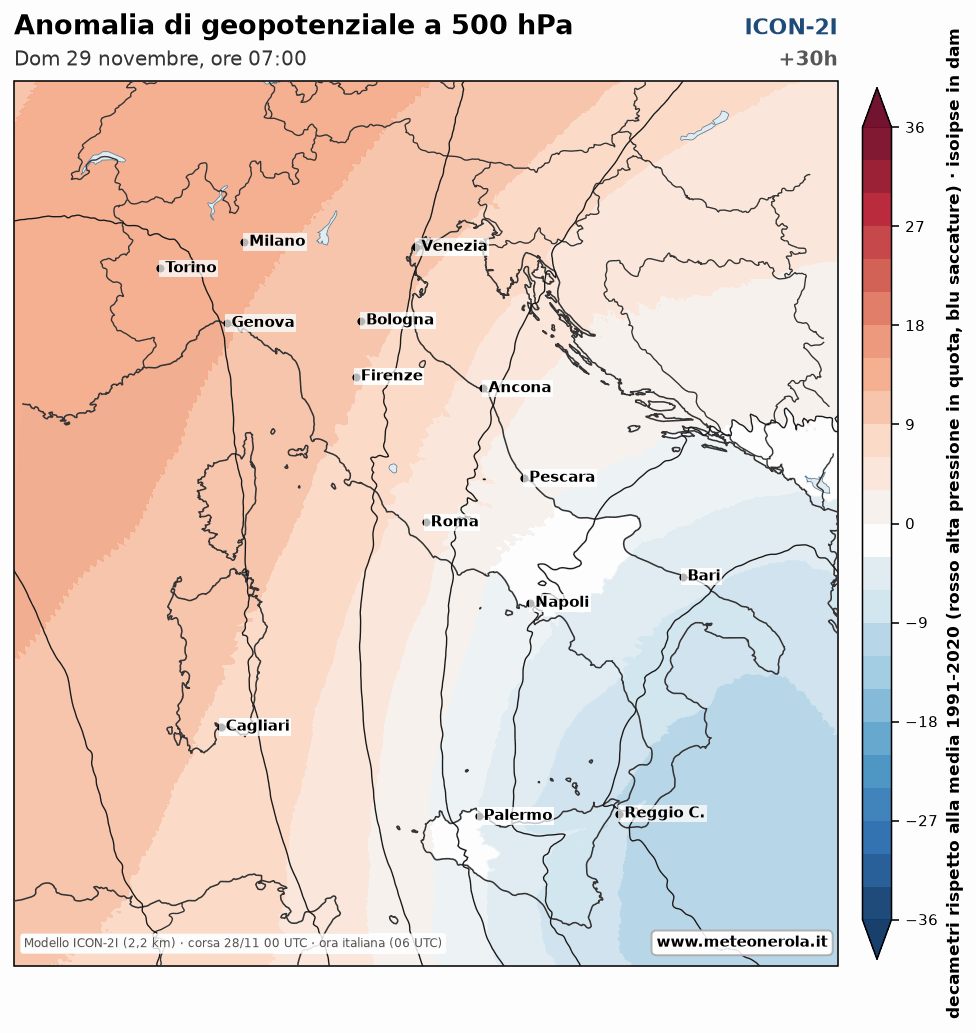 Anomalia di geopotenziale a 500 hPa
ICON-2I
Dom 29 novembre, ore 07:00
+30h
Milano
Venezia
Torino
Genova
Bologna
Firenze
Ancona
Pescara
Roma
Bari
Napoli
Cagliari
Palermo
Reggio C.
Modello ICON-2I (2,2 km) · corsa 28/11 00 UTC · ora italiana (06 UTC)
www.meteonerola.it
36
27
18
9
0
−9
−18
−27
−36
decametri rispetto alla media 1991-2020 (rosso alta pressione in quota, blu saccature) · isoipse in dam